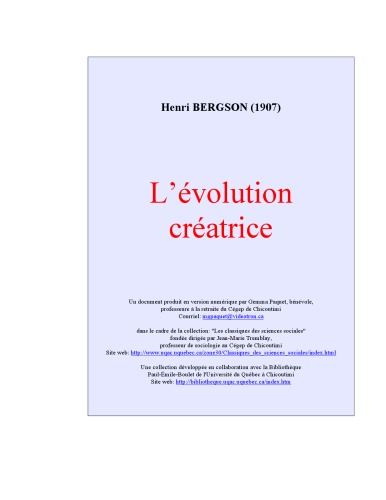 Henri BERGSON (1907)
L’évolution
créatrice
Un document produit en version numérique par Gemma Paquet, bénévole,
professeure à la retraite du Cégep de Chicoutimi
Courriel: mgpaquet@videotron.ca
dans le cadre de la collection: "Les classiques des sciences sociales"
fondée dirigée par Jean-Marie Tremblay,
professeur de sociologie au Cégep de Chicoutimi
Site web: http://www.uqac.uquebec.ca/zone30/Classiques_des_sciences_sociales/index.html
Une collection développée en collaboration avec la Bibliothèque
Paul-Émile-Boulet de l'Université du Québec à Chicoutimi
Site web: http://bibliotheque.uqac.uquebec.ca/index.htm